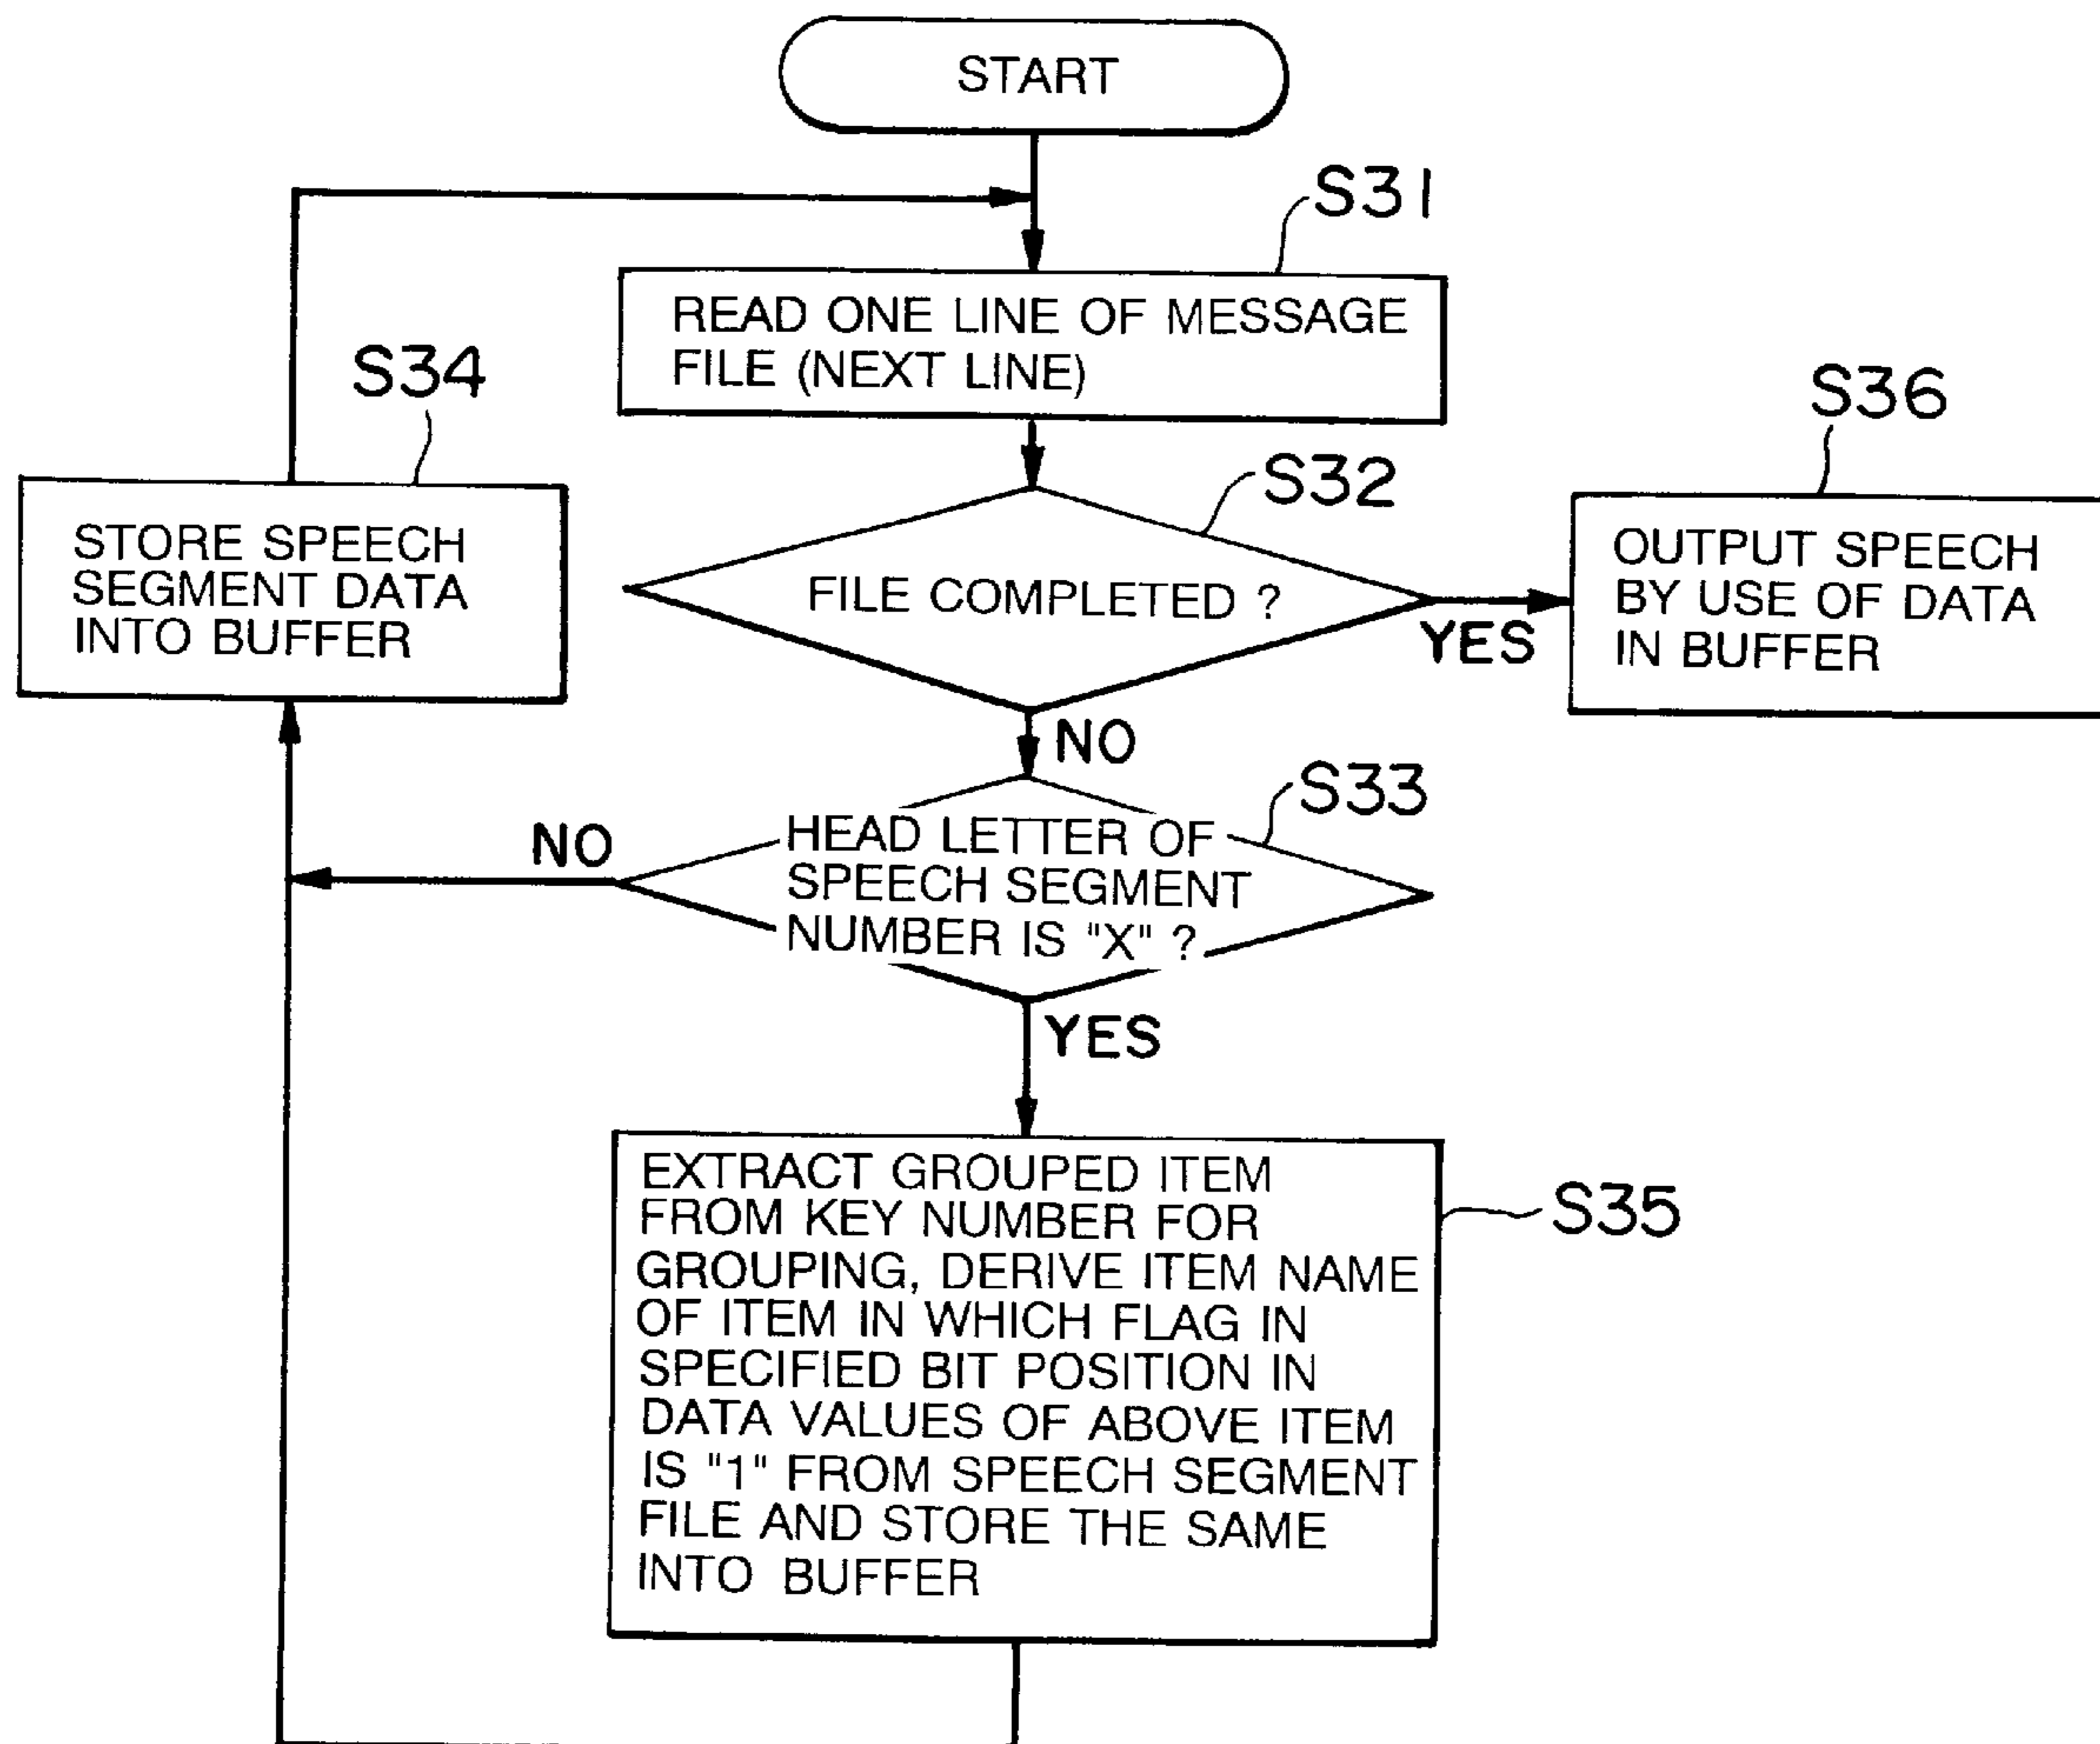 START
S31
READ ONE LINE OF MESSAGE
FILE (NEXT LINE)
S34
S36
S32
STORE SPEECH
SEGMENT DATA
INTO BUFFER
FILE COMPLETED ?
YES
OUTPUT SPEECH
BY USE OF DATA
IN BUFFER
NO
S33
NO
HEAD LETTER OF
SPEECH SEGMENT
NUMBER IS "X" ?
YES
EXTRACT GROUPED ITEM
FROM KEY NUMBER FOR
GROUPING, DERIVE ITEM NAME
OF ITEM IN WHICH FLAG IN
SPECIFIED BIT POSITION IN
DATA VALUES OF ABOVE ITEM
IS "1" FROM SPEECH SEGMENT
FILE AND STORE THE SAME
INTO BUFFER
S35